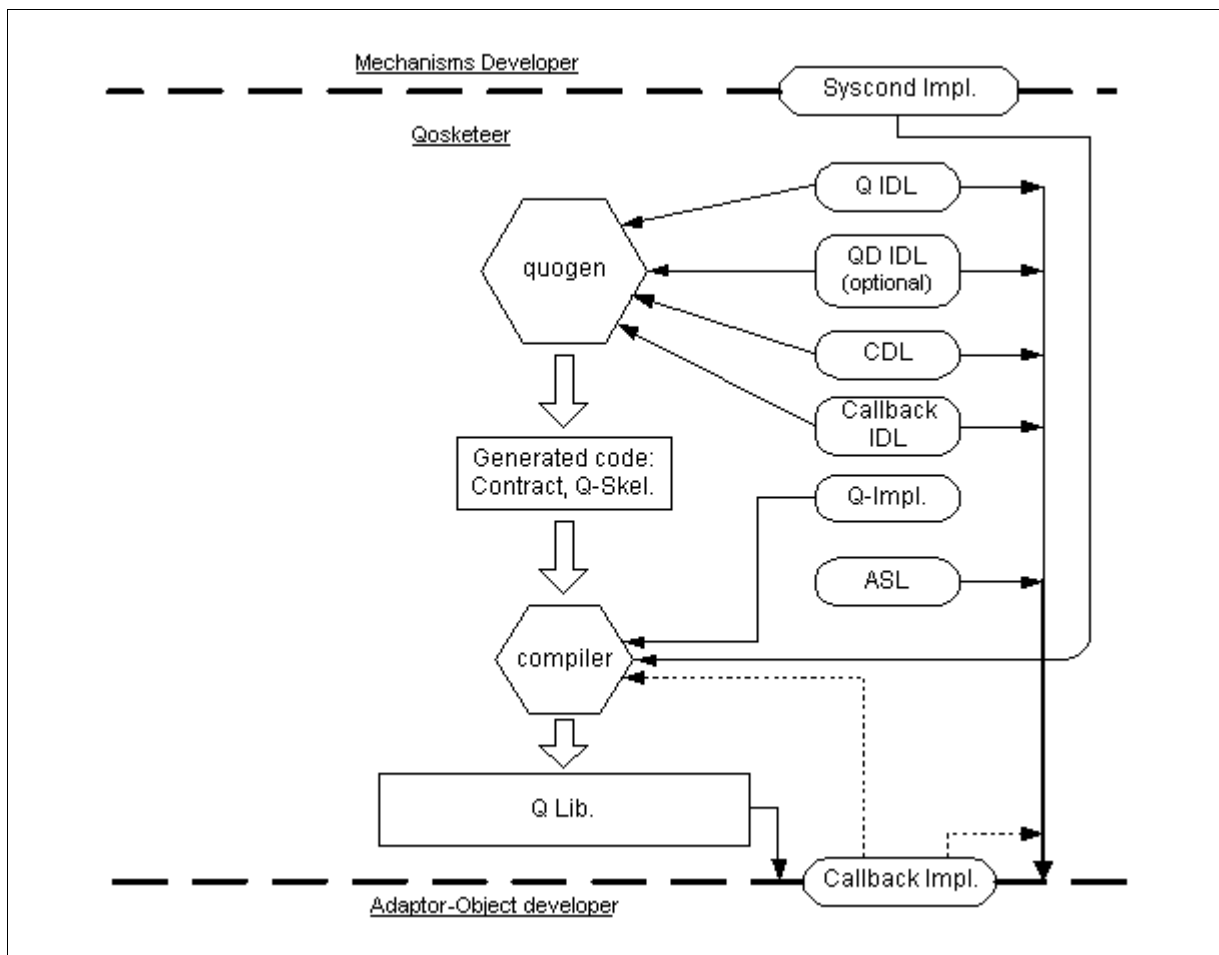 Mechanisms Developer
Syscond Impl.
Qosketeer
Q IDL
quogen
QD IDL
(optional)
CDL
Callback
IDL
Generated code:
Contract, Q-Skel.
Q-Impl.
ASL
compiler
Q Lib.
Callback Impl.
Adaptor-Object developer